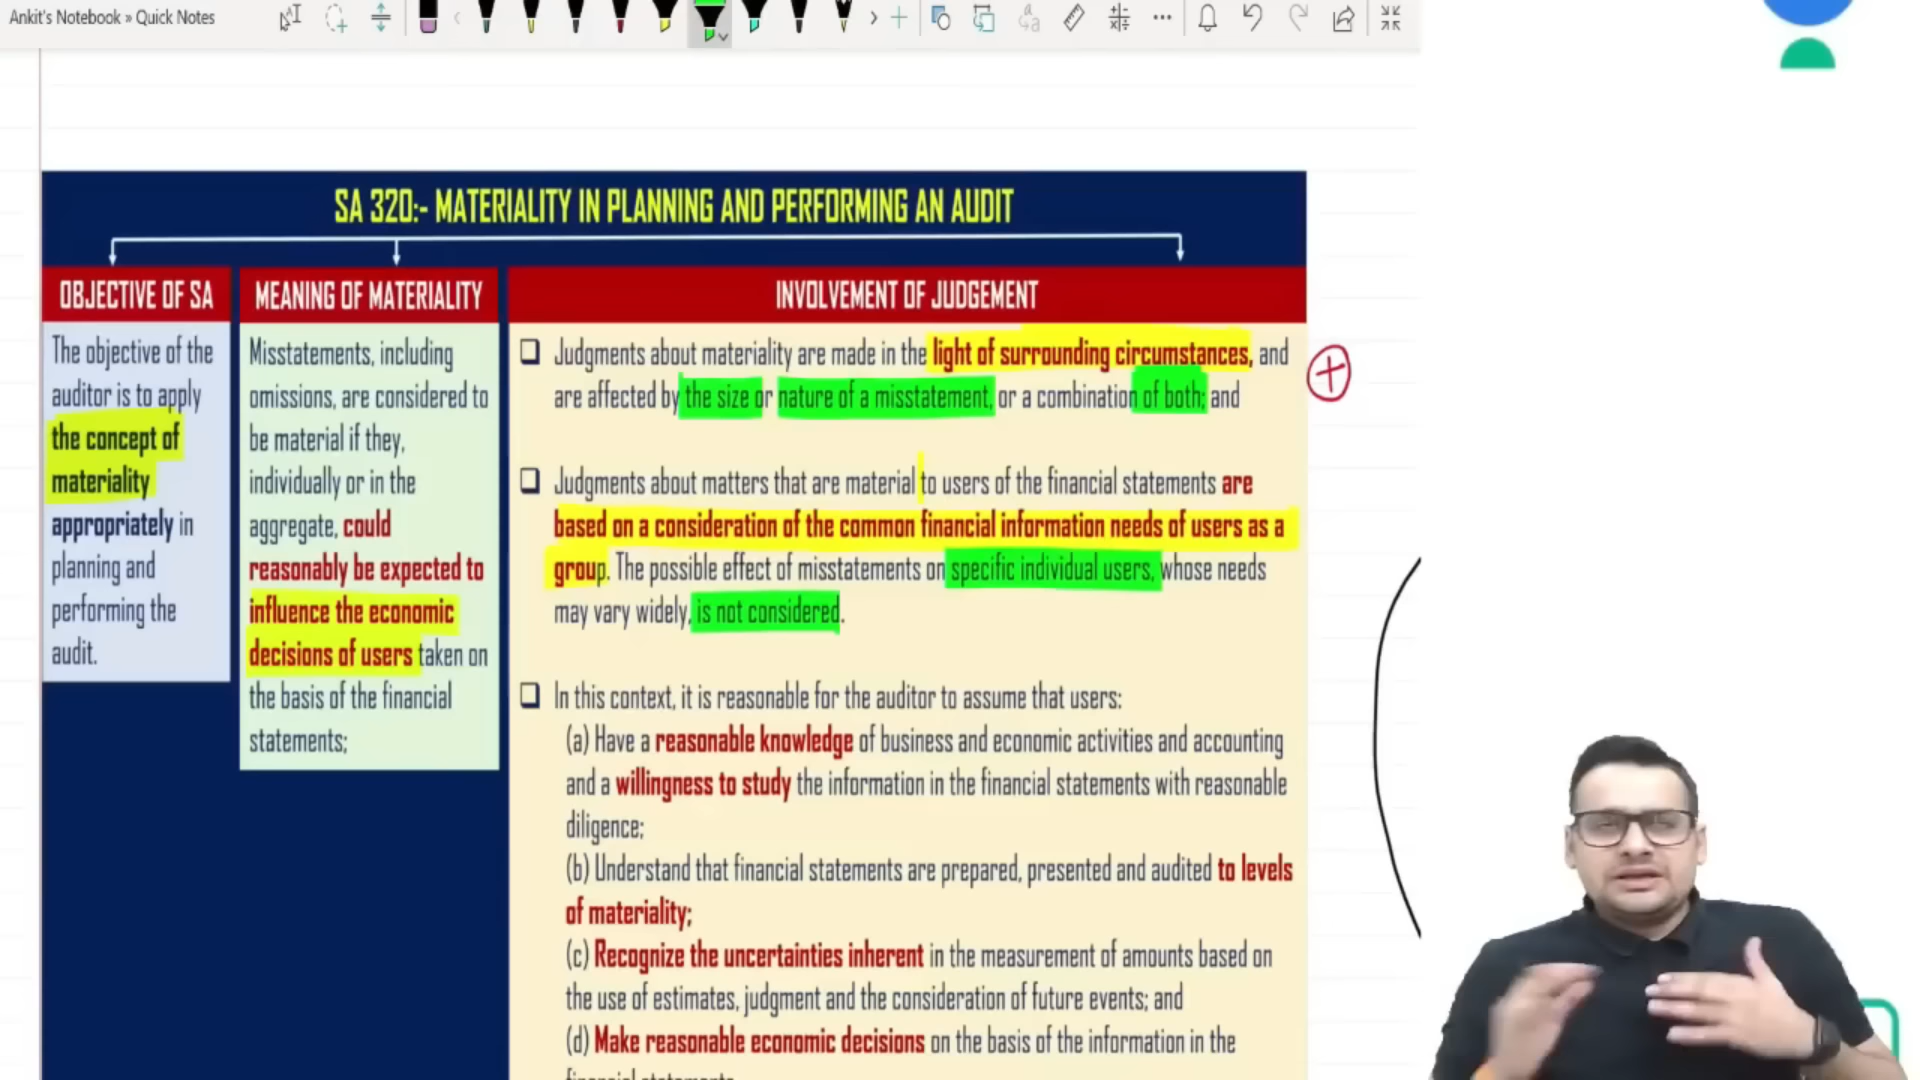 Ankit's Notebook » Quick Notes
SA 320:- MATERIALITY IN PLANNING AND PERFORMING AN AUDIT
OBJECTIVE OF SA
The objective of the
auditor is to apply
the concept of
materiality
appropriately in
planning and
performing the
audit.
MEANING OF MATERIALITY
Misstatements, including
omissions, are considered to
be material if they,
individually or in the
aggregate, could
reasonably be expected to
influence the economic
decisions of users taken on
the basis of the financial
statements;
INVOLVEMENT OF JUDGEMENT
❑ Judgments about materiality are made in the light of surrounding circumstances, and
are affected by the size or nature of a misstatement, or a combination of both; and
❑ Judgments about matters that are material to users of the financial statements are
based on a consideration of the common financial information needs of users as a
group. The possible effect of misstatements on specific individual users, whose needs
may vary widely, is not considered.
❑ In this context, it is reasonable for the auditor to assume that users:
(a) Have a reasonable knowledge of business and economic activities and accounting
and a willingness to study the information in the financial statements with reasonable
diligence;
(b) Understand that financial statements are prepared, presented and audited to levels
of materiality;
(c) Recognize the uncertainties inherent in the measurement of amounts based on
the use of estimates, judgment and the consideration of future events; and
(d) Make reasonable economic decisions on the basis of the information in the